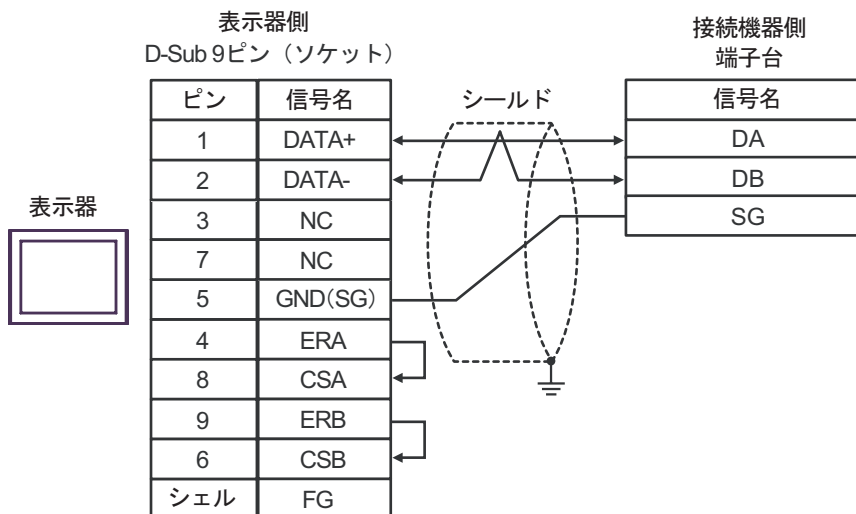 表示器側
D-Sub 9ピン（ソケット）
接続機器側
端子台
ピン 信号名
シールド
信号名
1 DATA+
DA
2 DATA-
DB
表示器
3 NC
SG
7 NC
5 GND(SG)
4 ERA
8 CSA
9 ERB
6 CSB
シェル FG